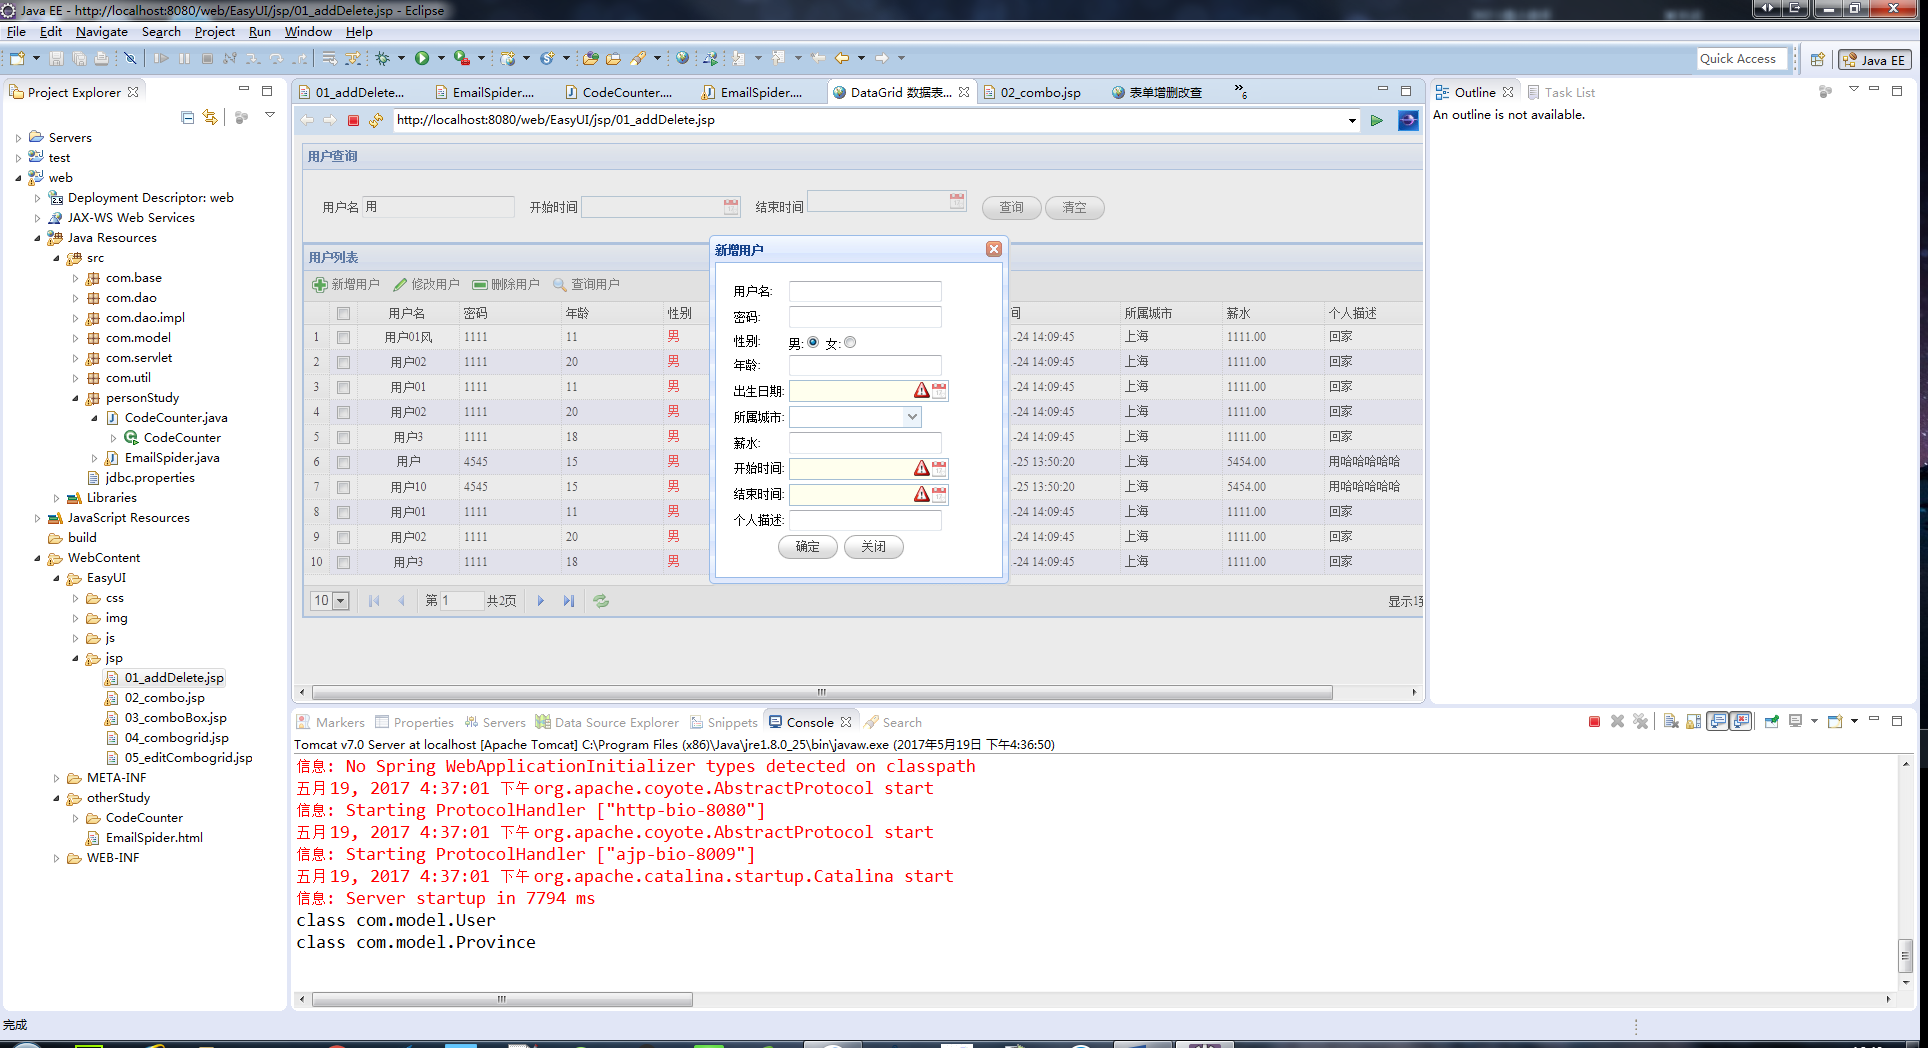 Java EE - http://localhost:8080/web/EasyUI/jsp/01_addDelete.jsp - Eclipse
File Edit Navigate Search Project Run Window Help
Quick Access Java EE
Project Explorer
Servers
test
web
Deployment Descriptor: web
JAX-WS Web Services
Java Resources
src
com.base
com.dao
com.dao.impl
com.model
com.servlet
com.util
personStudy
CodeCounter.java
CodeCounter
EmailSpider.java
jdbc.properties
Libraries
JavaScript Resources
build
WebContent
EasyUI
css
img
js
jsp
01_addDelete.jsp
02_combo.jsp
03_comboBox.jsp
04_combogrid.jsp
05_editCombogrid.jsp
META-INF
otherStudy
CodeCounter
EmailSpider.html
WEB-INF
01_addDelete... EmailSpider.... CodeCounter.... EmailSpider.... DataGrid 数据表... 02_combo.jsp 表单增删改查 »6
http://localhost:8080/web/EasyUI/jsp/01_addDelete.jsp
用户查询
用户名 用 开始时间 结束时间 查询 清空
用户列表
新增用户 修改用户 删除用户 查询用户
用户名 密码 年龄 性别 间 所属城市 薪水 个人描述
1 用户01风 1111 11 男 -24 14:09:45 上海 1111.00 回家
2 用户02 1111 20 男 -24 14:09:45 上海 1111.00 回家
3 用户01 1111 11 男 -24 14:09:45 上海 1111.00 回家
4 用户02 1111 20 男 -24 14:09:45 上海 1111.00 回家
5 用户3 1111 18 男 -24 14:09:45 上海 1111.00 回家
6 用户 4545 15 男 -25 13:50:20 上海 5454.00 用哈哈哈哈哈
7 用户10 4545 15 男 -25 13:50:20 上海 5454.00 用哈哈哈哈哈
8 用户01 1111 11 男 -24 14:09:45 上海 1111.00 回家
9 用户02 1111 20 男 -24 14:09:45 上海 1111.00 回家
10 用户3 1111 18 男 -24 14:09:45 上海 1111.00 回家
10 第 1 共2页 显示1到
新增用户
用户名:
密码:
性别: 男: 女:
年龄:
出生日期:
所属城市:
薪水:
开始时间:
结束时间:
个人描述:
确定 关闭
Outline Task List
An outline is not available.
Markers Properties Servers Data Source Explorer Snippets Console Search
Tomcat v7.0 Server at localhost [Apache Tomcat] C:\Program Files (x86)\Java\jre1.8.0_25\bin\javaw.exe (2017年5月19日 下午4:36:50)
信息: No Spring WebApplicationInitializer types detected on classpath
五月 19, 2017 4:37:01 下午 org.apache.coyote.AbstractProtocol start
信息: Starting ProtocolHandler ["http-bio-8080"]
五月 19, 2017 4:37:01 下午 org.apache.coyote.AbstractProtocol start
信息: Starting ProtocolHandler ["ajp-bio-8009"]
五月 19, 2017 4:37:01 下午 org.apache.catalina.startup.Catalina start
信息: Server startup in 7794 ms
class com.model.User
class com.model.Province
完成